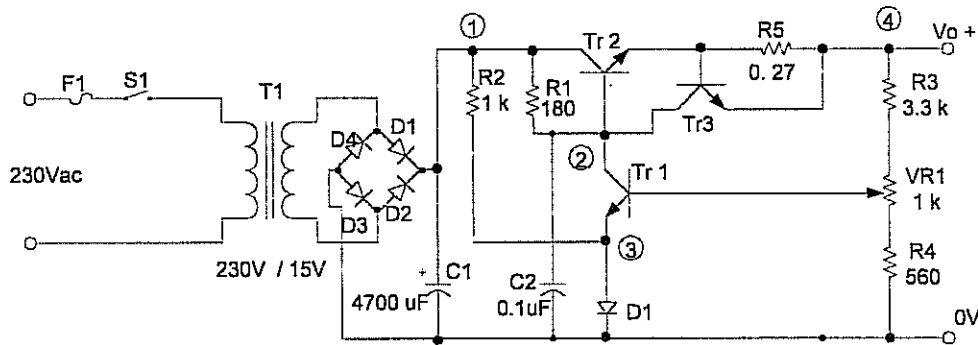 F1
S1
T1
230Vac
230V / 15V
D4
D1
D3
D2
+
C1
4700 uF
1
R2
1 k
R1
180
Tr 2
R5
0. 27
Tr3
4
Vo +
R3
3.3 k
2
Tr 1
VR1
1 k
3
C2
0.1uF
D1
R4
560
0V